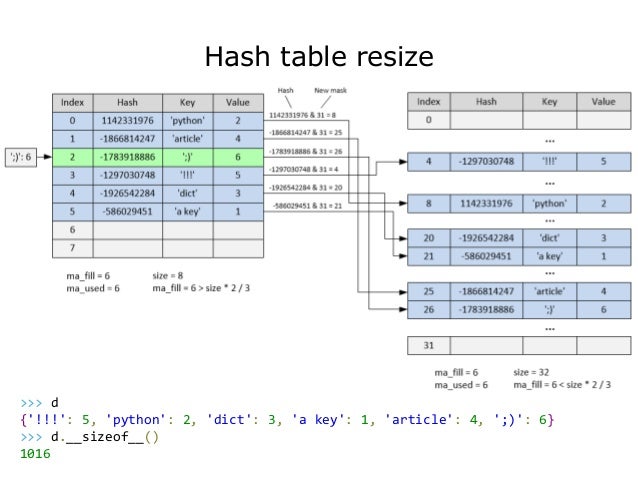 Hash table resize
Hash New mask
Index Hash Key Value
0 1142331976 'python' 2
1 -1866814247 'article' 4
';)': 6
2 -1783918886 ';)' 6
3 -1297030748 '!!!' 5
4 -1926542284 'dict' 3
5 -586029451 'a key' 1
6
7
1142331976 & 31 = 8
-1866814247 & 31 = 25
-1783918886 & 31 = 26
-1297030748 & 31 = 4
-1926542284 & 31 = 20
-586029451 & 31 = 21
ma_fill = 6 size = 8
ma_used = 6 ma_fill = 6 > size * 2 / 3
Index Hash Key Value
0
...
4 -1297030748 '!!!' 5
...
8 1142331976 'python' 2
...
20 -1926542284 'dict' 3
21 -586029451 'a key' 1
...
25 -1866814247 'article' 4
26 -1783918886 ';)' 6
...
31
ma_fill = 6 size = 32
ma_used = 6 ma_fill = 6 < size * 2 / 3
>>> d
{'!!!': 5, 'python': 2, 'dict': 3, 'a key': 1, 'article': 4, ';)': 6}
>>> d.__sizeof__()
1016